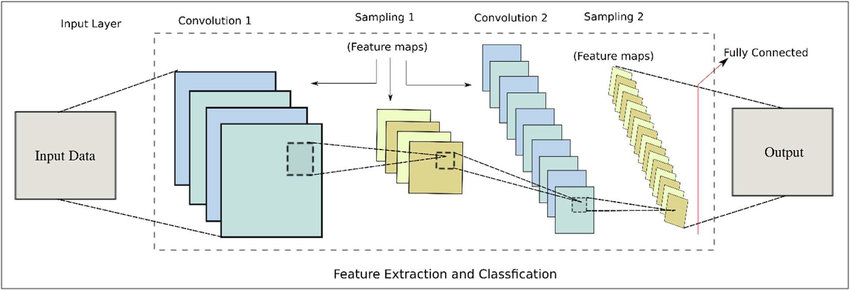 Input Layer
Convolution 1
Sampling 1
Convolution 2
Sampling 2
(Feature maps)
(Feature maps)
Fully Connected
Input Data
Output
Feature Extraction and Classfication